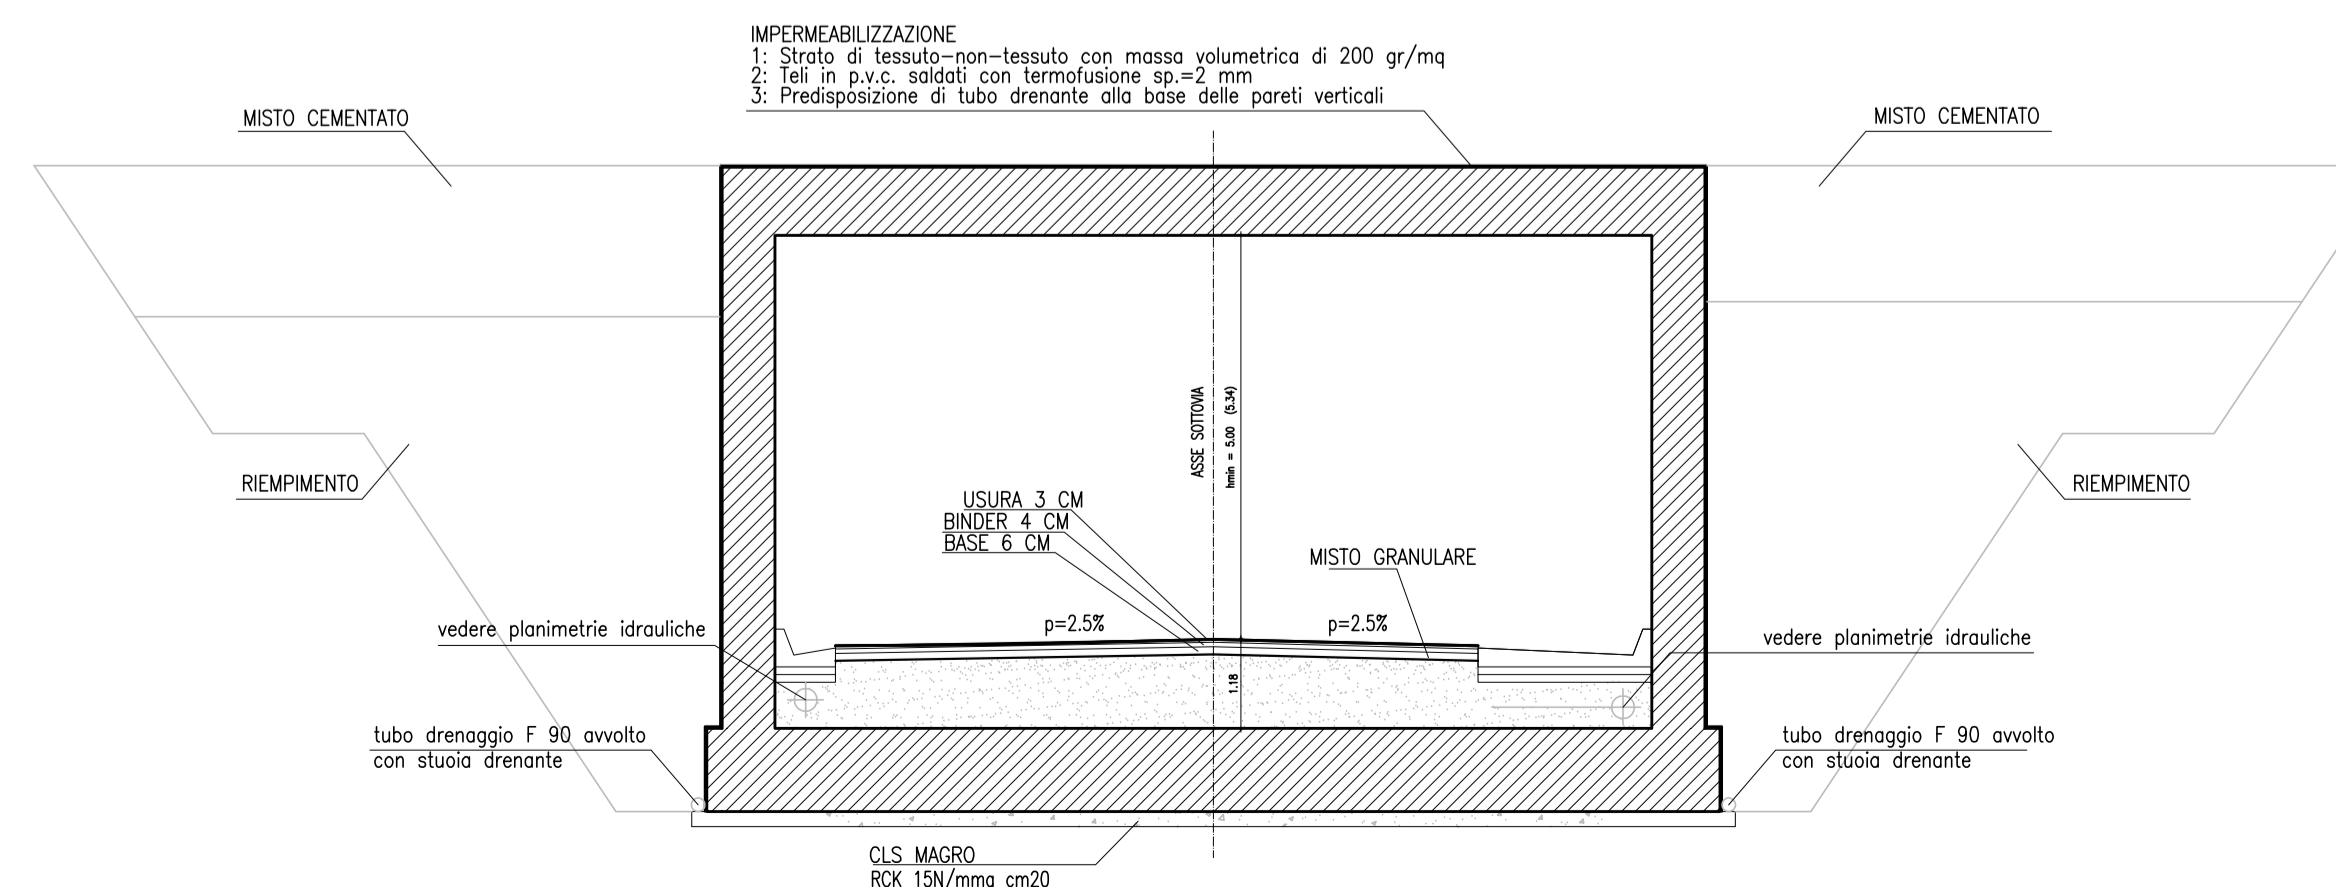 IMPERMEABILIZZAZIONE
1: Strato di tessuto-non-tessuto con massa volumetrica di 200 gr/mq
2: Teli in p.v.c. saldati con termofusione sp.=2 mm
3: Predisposizione di tubo drenante alla base delle pareti verticali
MISTO CEMENTATO
MISTO CEMENTATO
ASSE SOTTOVIA
hmin = 5.00 (5.34)
RIEMPIMENTO
RIEMPIMENTO
USURA 3 CM
BINDER 4 CM
BASE 6 CM
MISTO GRANULARE
p=2.5%
p=2.5%
vedere planimetrie idrauliche
vedere planimetrie idrauliche
1.18
tubo drenaggio F 90 avvolto
con stuoia drenante
tubo drenaggio F 90 avvolto
con stuoia drenante
CLS MAGRO
RCK 15N/mmq cm20